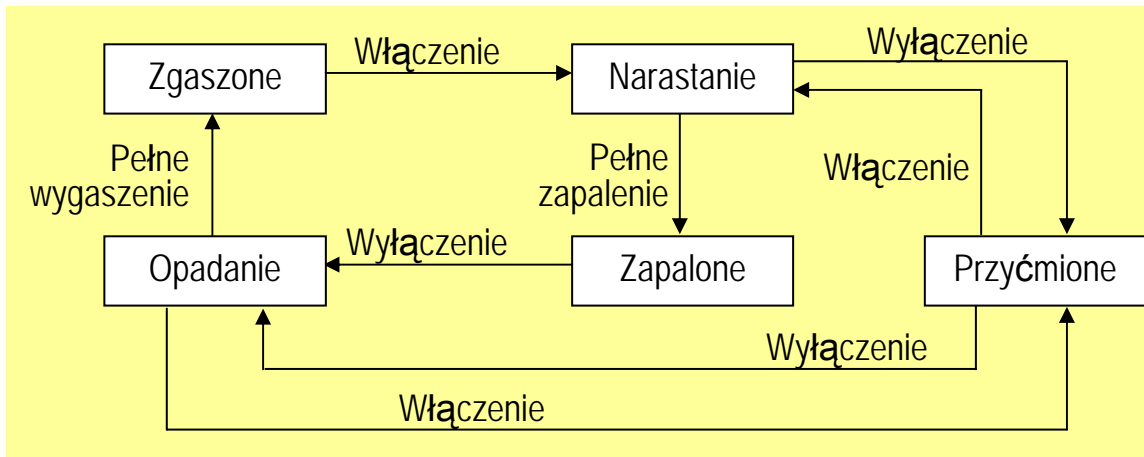 Włączenie
Wyłączenie
Zgaszone
Narastanie
Pełne
wygaszenie
Pełne
zapalenie
Włączenie
Wyłączenie
Opadanie
Zapalone
Przyćmione
Wyłączenie
Włączenie